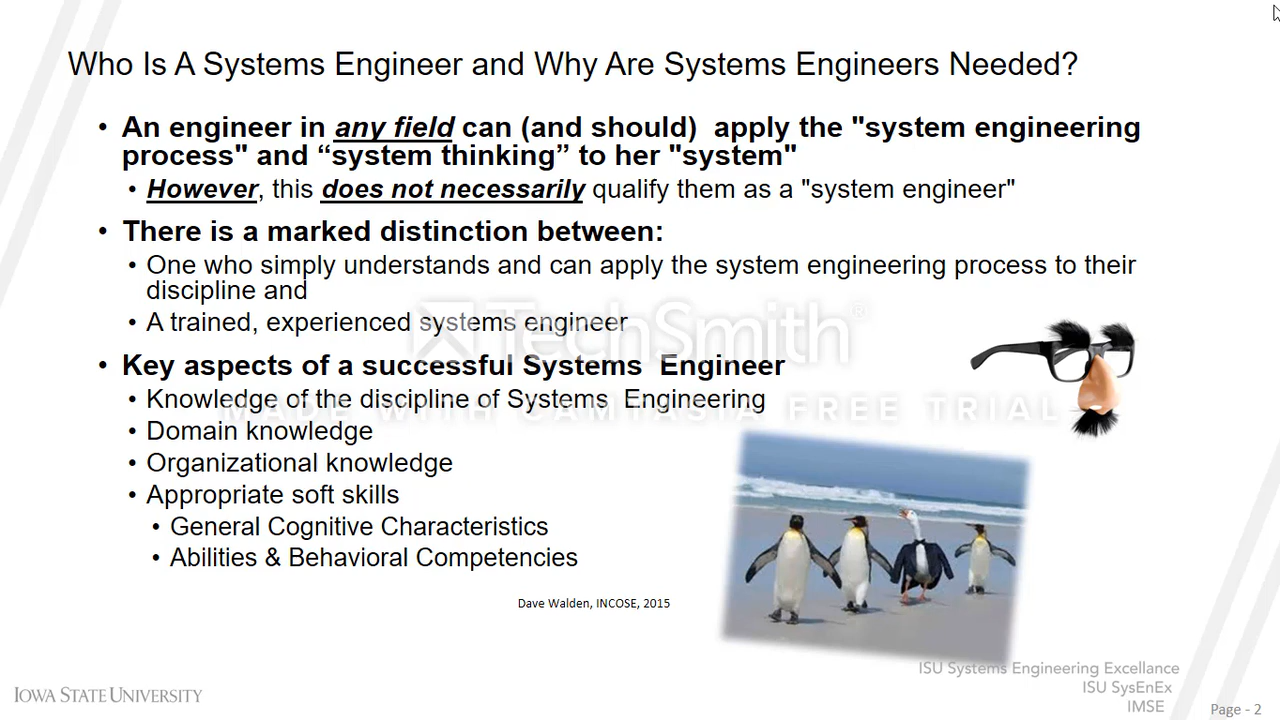 Who Is A Systems Engineer and Why Are Systems Engineers Needed?
• An engineer in any field can (and should)  apply the "system engineering
process" and “system thinking” to her "system"
• However, this does not necessarily qualify them as a "system engineer"
• There is a marked distinction between:
• One who simply understands and can apply the system engineering process to their
discipline and
• A trained, experienced systems engineer
TechSmith®
• Key aspects of a successful Systems  Engineer
• Knowledge of the discipline of Systems  Engineering
MADE WITH CAMTASIA FREE TRIAL
• Domain knowledge
• Organizational knowledge
• Appropriate soft skills
• General Cognitive Characteristics
• Abilities & Behavioral Competencies
Dave Walden, INCOSE, 2015
ISU Systems Engineering Excellance
ISU SysEnEx
IMSE
IOWA STATE UNIVERSITY
Page - 2